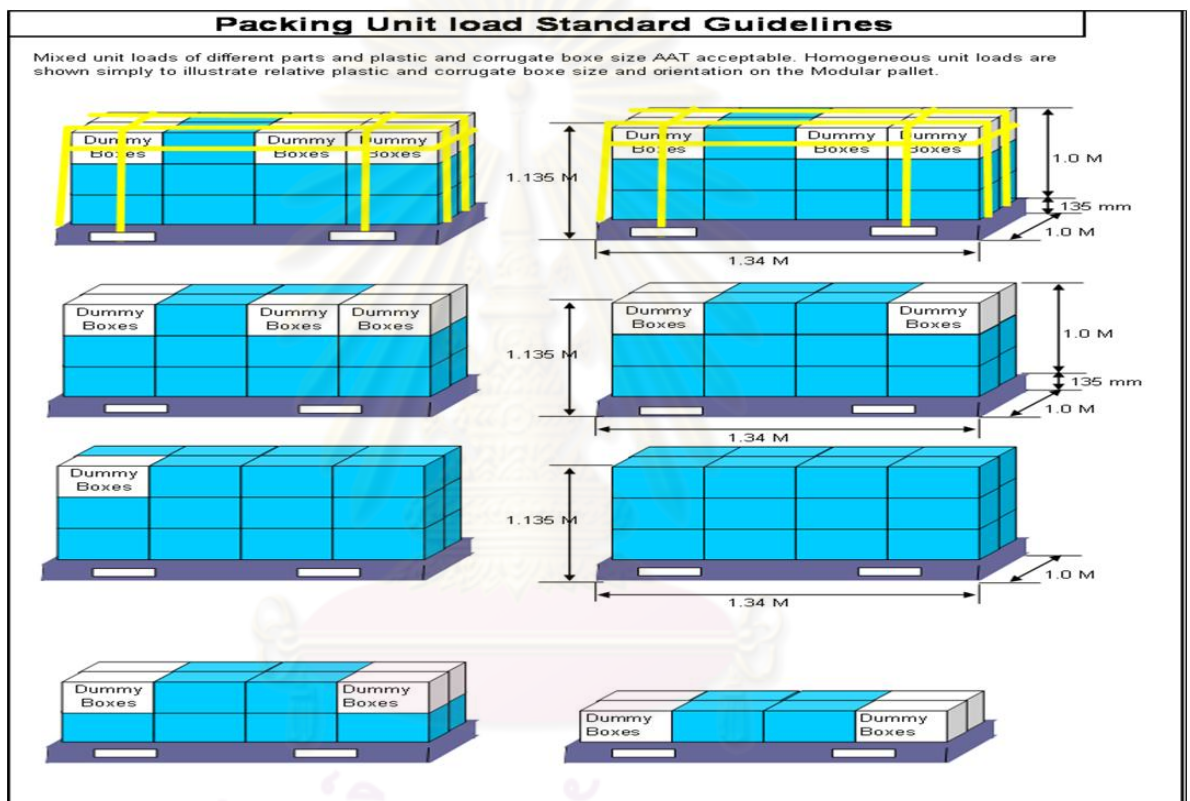 Packing Unit load Standard Guidelines
Mixed unit loads of different parts and plastic and corrugate boxe size AAT acceptable. Homogeneous unit loads are
shown simply to illustrate relative plastic and corrugate boxe size and orientation on the Modular pallet.
Dummy
Boxes
Dummy
Boxes
Dummy
Boxes
1.135 M
Dummy
Boxes
Dummy
Boxes
Dummy
Boxes
1.0 M
135 mm
1.0 M
1.34 M
Dummy
Boxes
Dummy
Boxes
Dummy
Boxes
1.135 M
Dummy
Boxes
Dummy
Boxes
1.0 M
135 mm
1.0 M
1.34 M
Dummy
Boxes
1.135 M
1.0 M
1.34 M
Dummy
Boxes
Dummy
Boxes
Dummy
Boxes
Dummy
Boxes